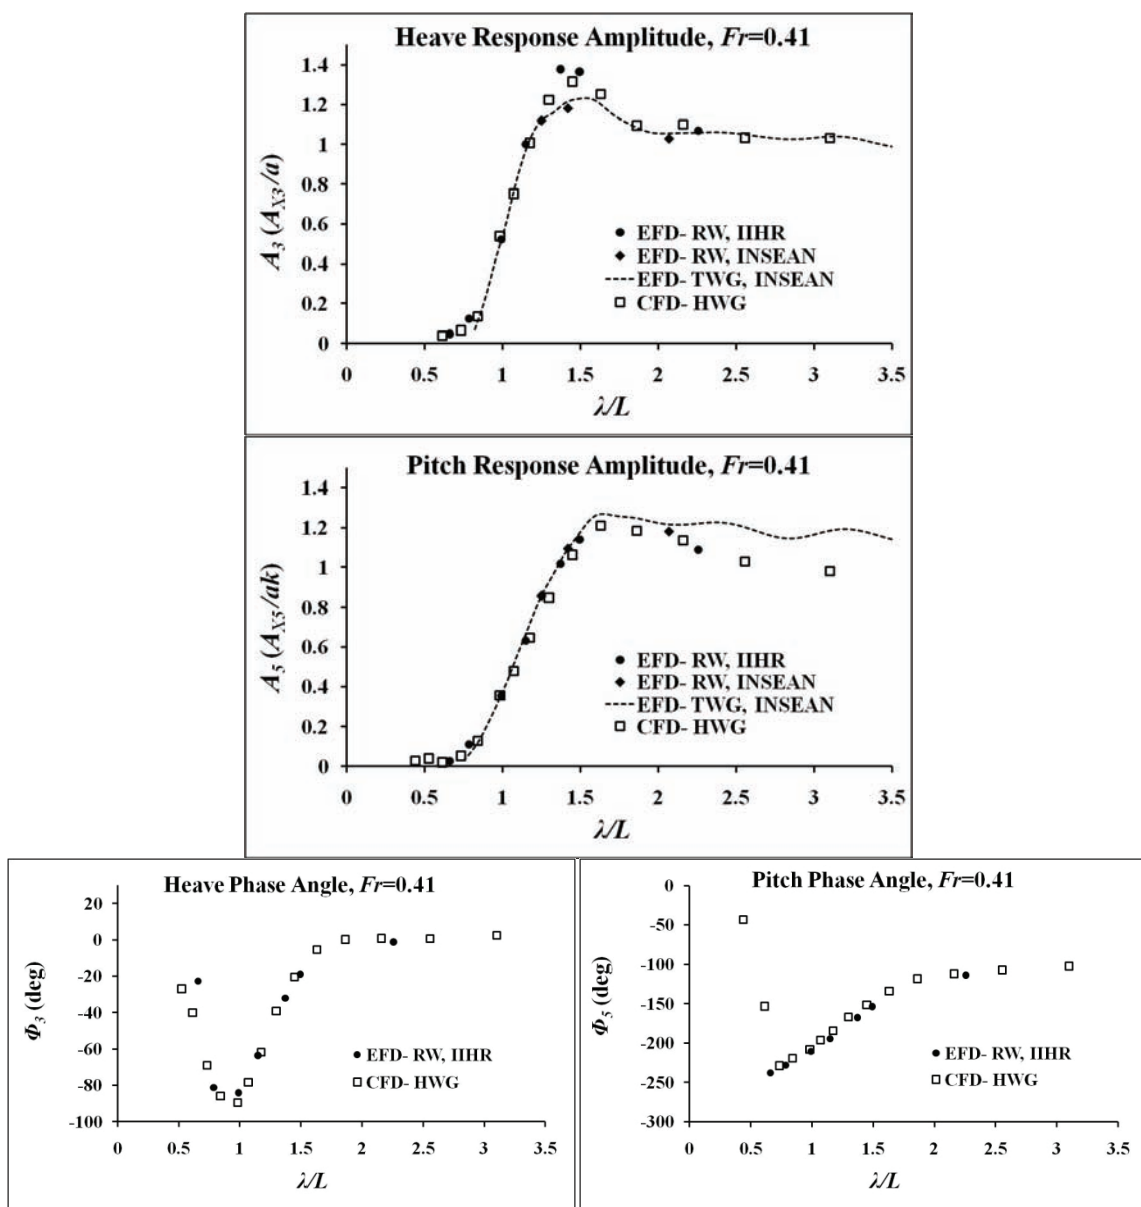 Heave Response Amplitude, Fr=0.41
1.4
1.2
1
0.8
0.6
0.4
0.2
0
A3 (AX3/a)
EFD- RW, IIHR
EFD- RW, INSEAN
EFD- TWG, INSEAN
CFD- HWG
0 0.5 1 1.5 2 2.5 3 3.5
λ/L
Pitch Response Amplitude, Fr=0.41
1.4
1.2
1
0.8
0.6
0.4
0.2
0
A5 (AX5/ak)
EFD- RW, IIHR
EFD- RW, INSEAN
EFD- TWG, INSEAN
CFD- HWG
0 0.5 1 1.5 2 2.5 3 3.5
λ/L
Heave Phase Angle, Fr=0.41
20
0
-20
-40
-60
-80
-100
Φ3 (deg)
EFD- RW, IIHR
CFD- HWG
0 0.5 1 1.5 2 2.5 3 3.5
λ/L
Pitch Phase Angle, Fr=0.41
0
-50
-100
-150
-200
-250
-300
Φ5 (deg)
EFD- RW, IIHR
CFD- HWG
0 0.5 1 1.5 2 2.5 3 3.5
λ/L